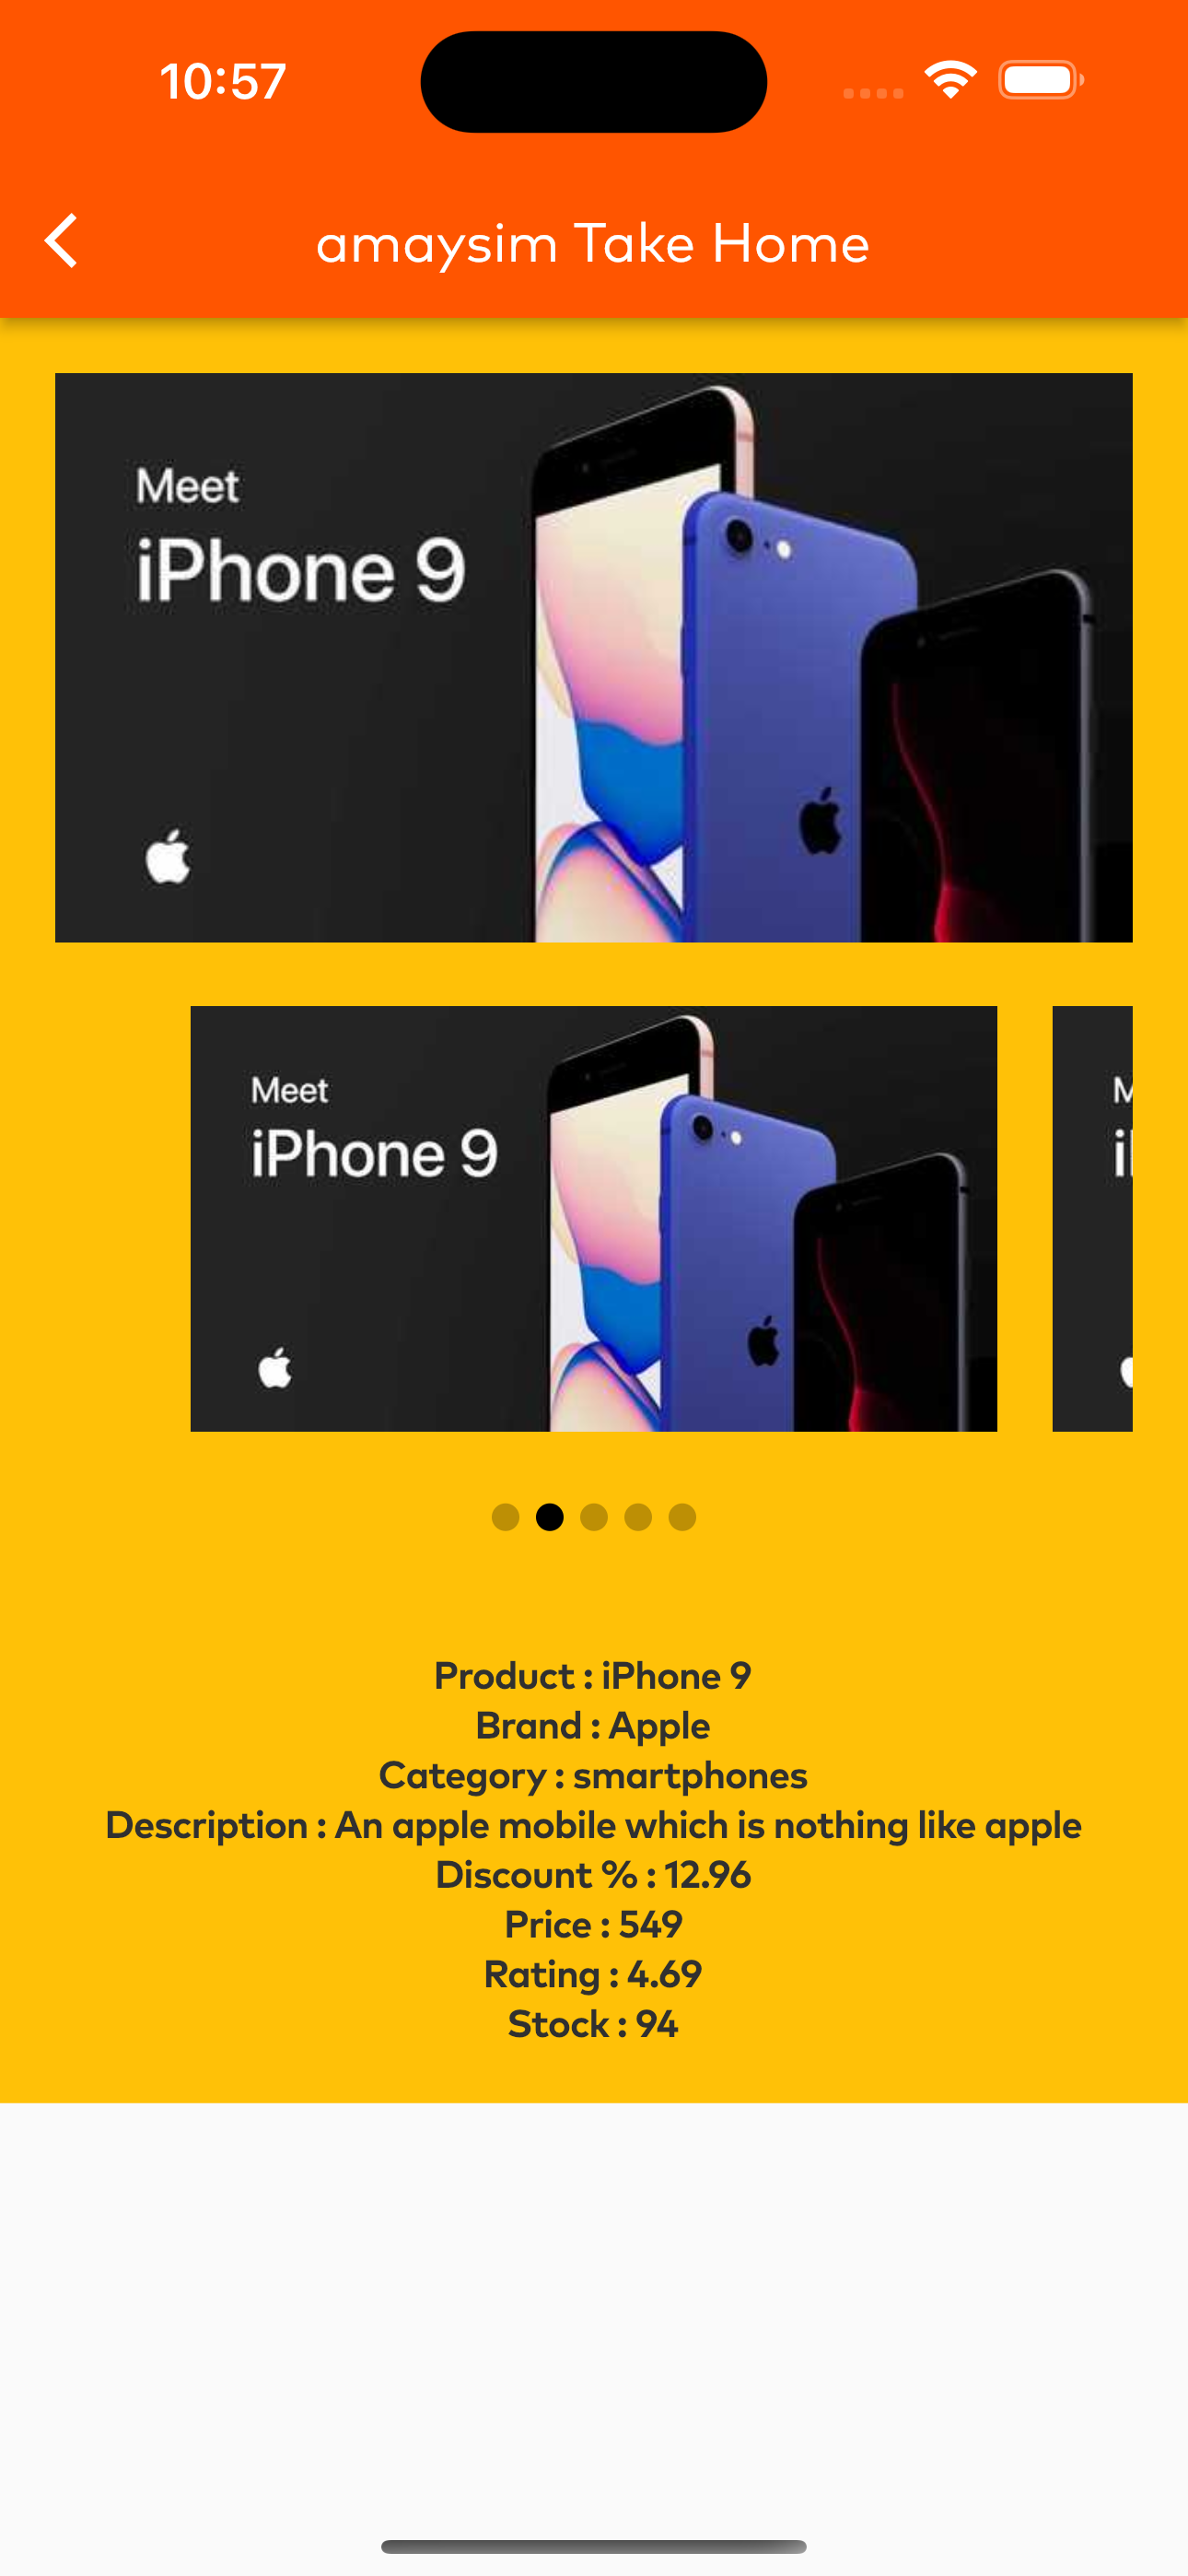 10:57
amaysim Take Home
Meet
iPhone 9
Meet
iPhone 9
Product : iPhone 9
Brand : Apple
Category : smartphones
Description : An apple mobile which is nothing like apple
Discount % : 12.96
Price : 549
Rating : 4.69
Stock : 94